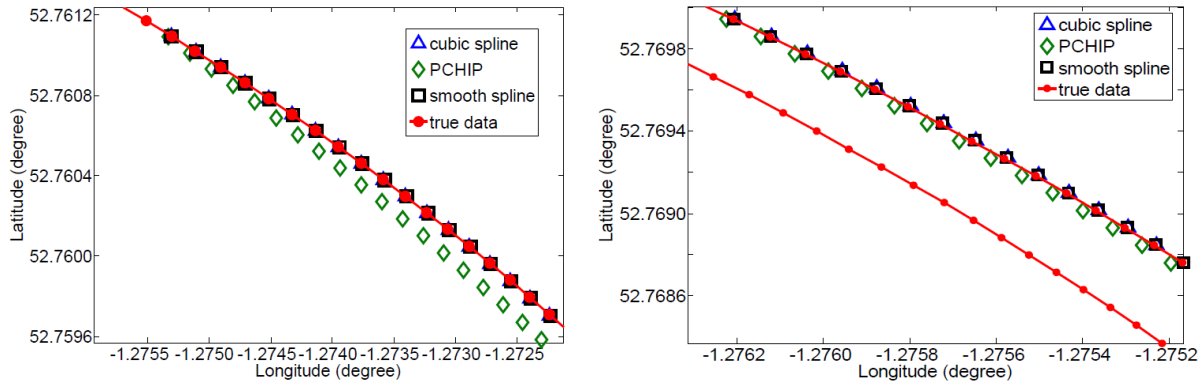 52.7612
52.7608
52.7604
52.7600
52.7596
Latitude (degree)
cubic spline
PCHIP
smooth spline
true data
-1.2755 -1.2750 -1.2745 -1.2740 -1.2735 -1.2730 -1.2725
Longitude (degree)
52.7698
52.7694
52.7690
52.7686
Latitude (degree)
cubic spline
PCHIP
smooth spline
true data
-1.2762 -1.2760 -1.2758 -1.2756 -1.2754 -1.2752
Longitude (degree)